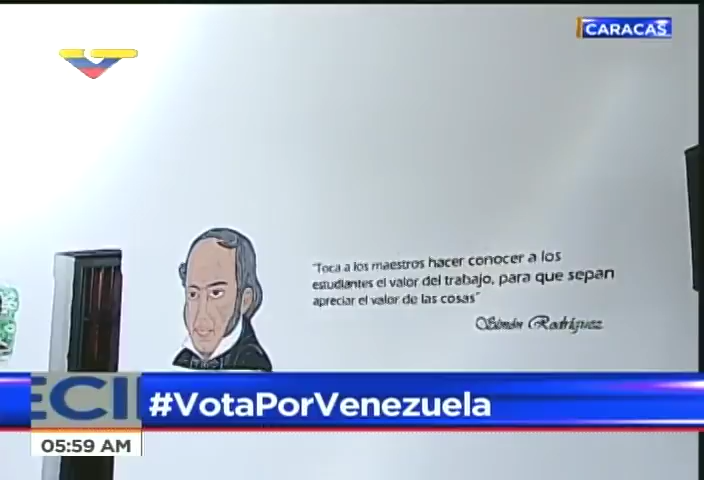 CARACAS
"Toca a los maestros hacer conocer a los
estudiantes el valor del trabajo, para que sepan
apreciar el valor de las cosas"
Simón Rodríguez
ECI
#VotaPorVenezuela
05:59 AM